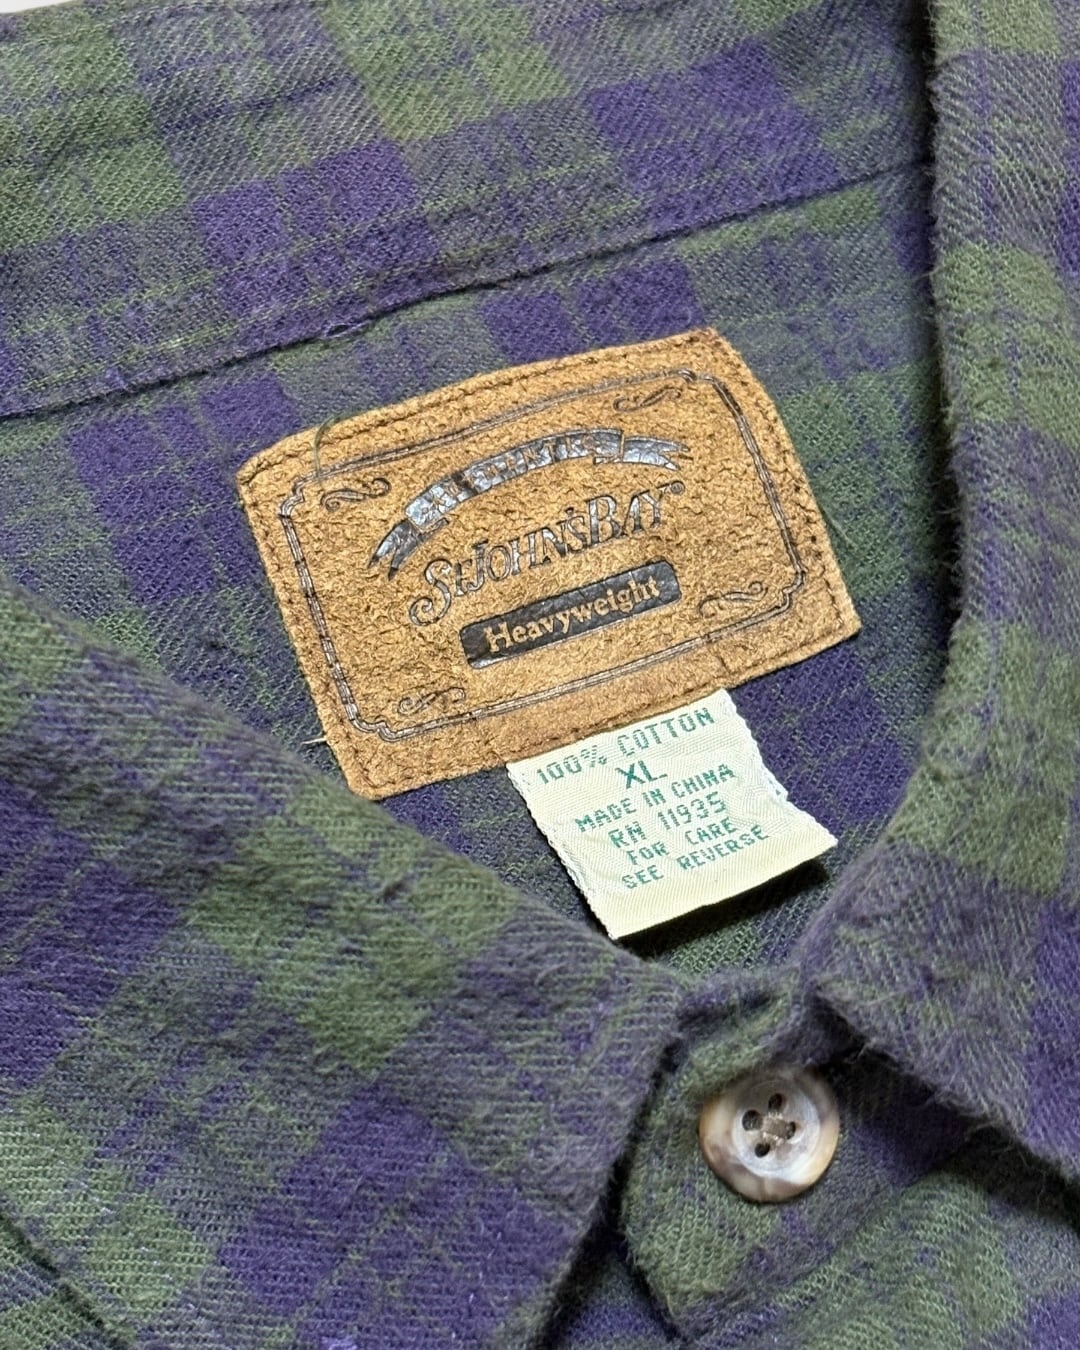 ST. JOHN'S BAY®
Heavyweight
100% COTTON
XL
MADE IN CHINA
RN 11935
FOR CARE
SEE REVERSE